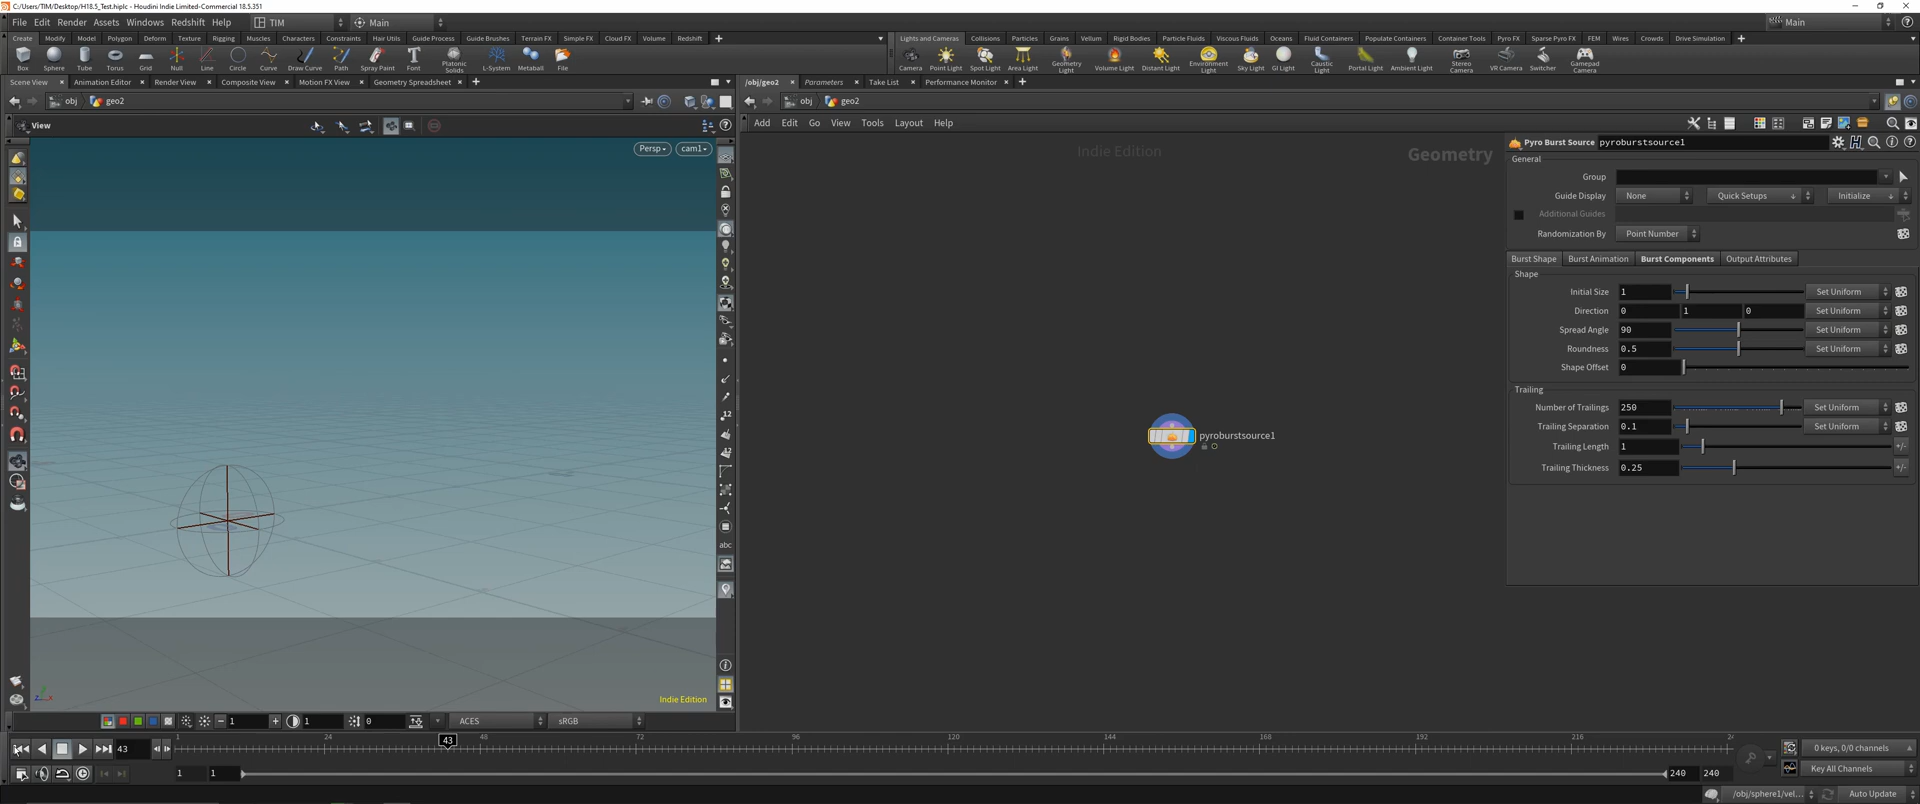 C:/Users/TIM/Desktop/H18.5_Test.hiplc - Houdini Indie Limited-Commercial 18.5.351
File Edit Render Assets Windows Redshift Help TIM Main Main
Create Modify Model Polygon Deform Texture Rigging Muscles Characters Constraints Hair Utils Guide Process Guide Brushes Terrain FX Simple FX Cloud FX Volume Redshift
Lights and Cameras Collisions Particles Grains Vellum Rigid Bodies Particle Fluids Viscous Fluids Oceans Fluid Containers Populate Containers Container Tools Pyro FX Sparse Pyro FX FEM Wires Crowds Drive Simulation
Box Sphere Tube Torus Grid Null Line Circle Curve Draw Curve Path Spray Paint Font Platonic Solids L-System Metaball File
Camera Point Light Spot Light Area Light Geometry Light Volume Light Distant Light Environment Light Sky Light GI Light Caustic Light Portal Light Ambient Light Stereo Camera VR Camera Switcher Gamepad Camera
Scene View Animation Editor Render View Composite View Motion FX View Geometry Spreadsheet
/obj/geo2 Parameters Take List Performance Monitor
obj geo2
obj geo2
View
Persp cam1
Add Edit Go View Tools Layout Help
Indie Edition
Geometry
pyroburstsource1
Pyro Burst Source pyroburstsource1
General
Group
Guide Display None Quick Setups Initialize
Additional Guides
Randomization By Point Number
Burst Shape Burst Animation Burst Components Output Attributes
Shape
Initial Size 1 Set Uniform
Direction 0 1 0 Set Uniform
Spread Angle 90 Set Uniform
Roundness 0.5 Set Uniform
Shape Offset 0
Trailing
Number of Trailings 250 Set Uniform
Trailing Separation 0.1 Set Uniform
Trailing Length 1 +/-
Trailing Thickness 0.25 +/-
12
12
abc
Indie Edition
1 1 0 ACES sRGB
43
1 24 43 48 72 96 120 144 168 192 216 24
0 keys, 0/0 channels
1 1 240 240
Key All Channels
/obj/sphere1/vel... Auto Update